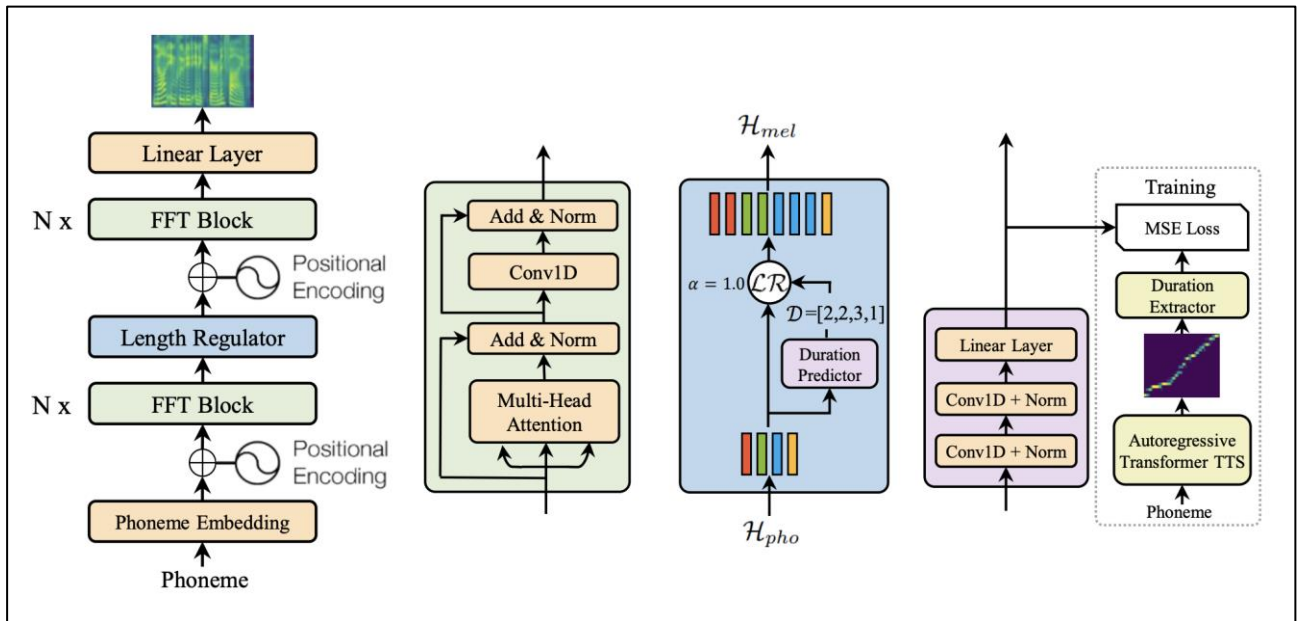 Linear Layer
N x
FFT Block
Positional
Encoding
Length Regulator
N x
FFT Block
Positional
Encoding
Phoneme Embedding
Phoneme
Add & Norm
Conv1D
Add & Norm
Multi-Head
Attention
ℋ_mel
α = 1.0
ℒℛ
𝒟=[2,2,3,1]
Duration
Predictor
ℋ_pho
Linear Layer
Conv1D + Norm
Conv1D + Norm
Training
MSE Loss
Duration
Extractor
Autoregressive
Transformer TTS
Phoneme